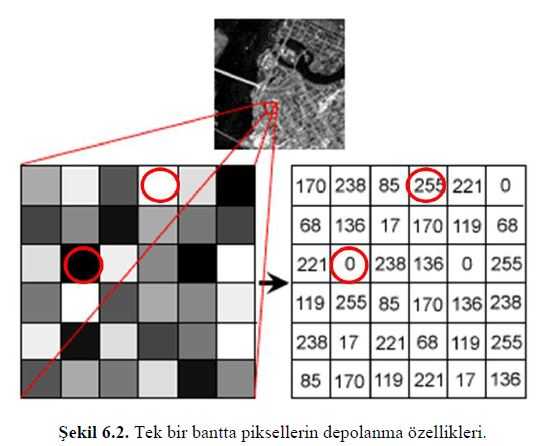 170 238 85 255 221 0
68 136 17 170 119 68
221 0 238 136 0 255
119 255 85 170 136 238
238 17 221 68 119 255
85 170 119 221 17 136
Şekil 6.2. Tek bir bantta piksellerin depolanma özellikleri.